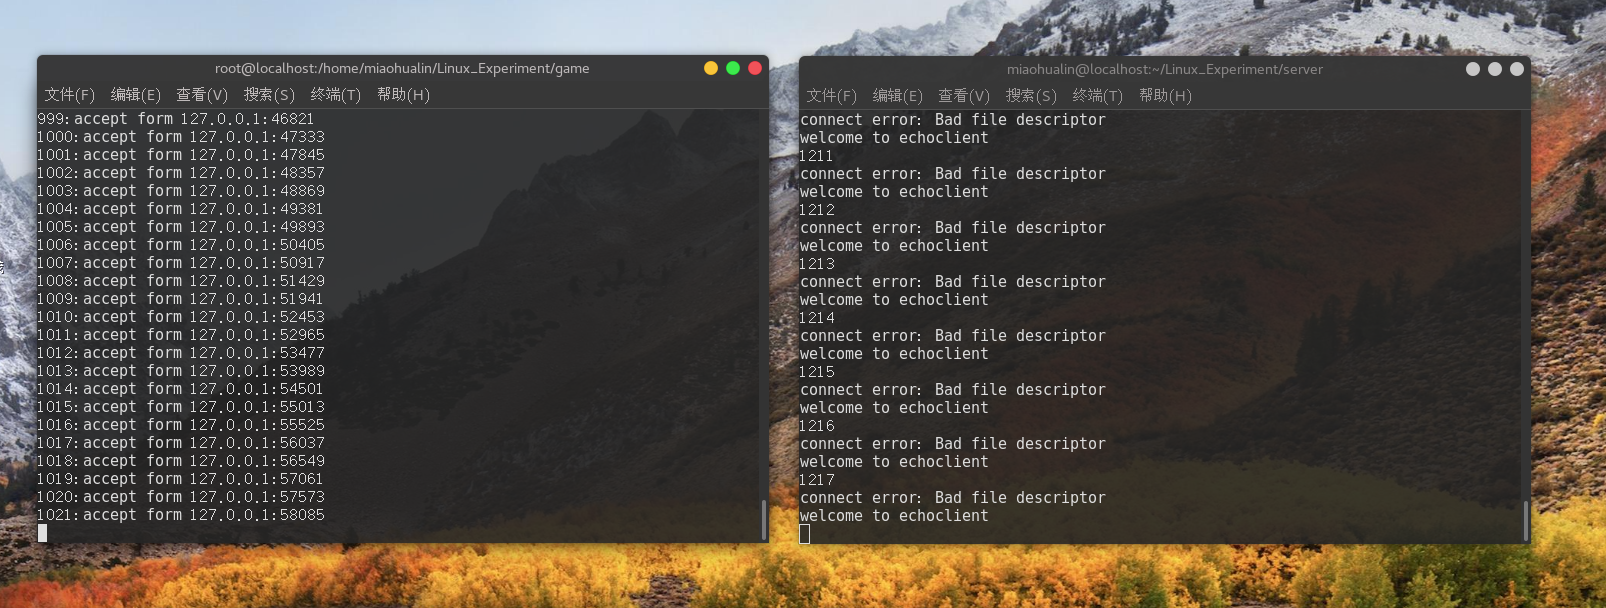 root@localhost:/home/miaohualin/Linux_Experiment/game
文件(F) 编辑(E) 查看(V) 搜索(S) 终端(T) 帮助(H)
999:accept form 127.0.0.1:46821
1000:accept form 127.0.0.1:47333
1001:accept form 127.0.0.1:47845
1002:accept form 127.0.0.1:48357
1003:accept form 127.0.0.1:48869
1004:accept form 127.0.0.1:49381
1005:accept form 127.0.0.1:49893
1006:accept form 127.0.0.1:50405
1007:accept form 127.0.0.1:50917
1008:accept form 127.0.0.1:51429
1009:accept form 127.0.0.1:51941
1010:accept form 127.0.0.1:52453
1011:accept form 127.0.0.1:52965
1012:accept form 127.0.0.1:53477
1013:accept form 127.0.0.1:53989
1014:accept form 127.0.0.1:54501
1015:accept form 127.0.0.1:55013
1016:accept form 127.0.0.1:55525
1017:accept form 127.0.0.1:56037
1018:accept form 127.0.0.1:56549
1019:accept form 127.0.0.1:57061
1020:accept form 127.0.0.1:57573
1021:accept form 127.0.0.1:58085
miaohualin@localhost:~/Linux_Experiment/server
文件(F) 编辑(E) 查看(V) 搜索(S) 终端(T) 帮助(H)
connect error: Bad file descriptor
welcome to echoclient
1211
connect error: Bad file descriptor
welcome to echoclient
1212
connect error: Bad file descriptor
welcome to echoclient
1213
connect error: Bad file descriptor
welcome to echoclient
1214
connect error: Bad file descriptor
welcome to echoclient
1215
connect error: Bad file descriptor
welcome to echoclient
1216
connect error: Bad file descriptor
welcome to echoclient
1217
connect error: Bad file descriptor
welcome to echoclient